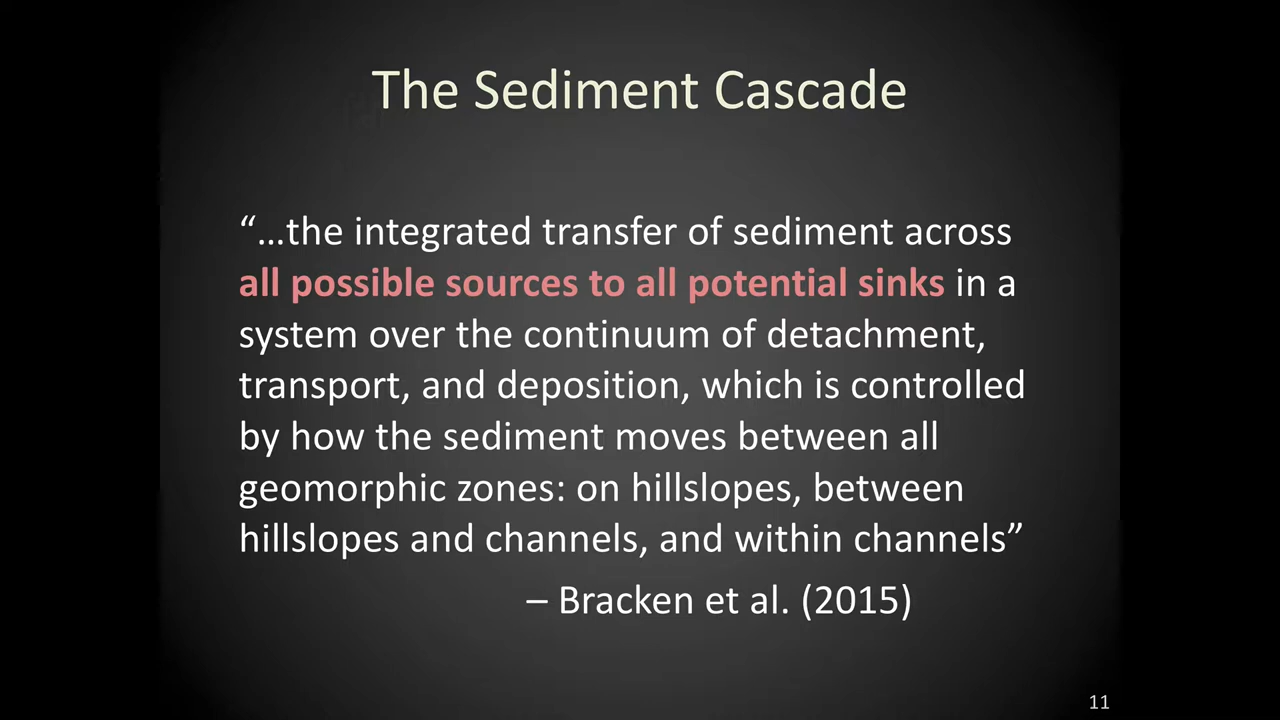 The Sediment Cascade
“…the integrated transfer of sediment across
all possible sources to all potential sinks in a
system over the continuum of detachment,
transport, and deposition, which is controlled
by how the sediment moves between all
geomorphic zones: on hillslopes, between
hillslopes and channels, and within channels”
– Bracken et al. (2015)
11